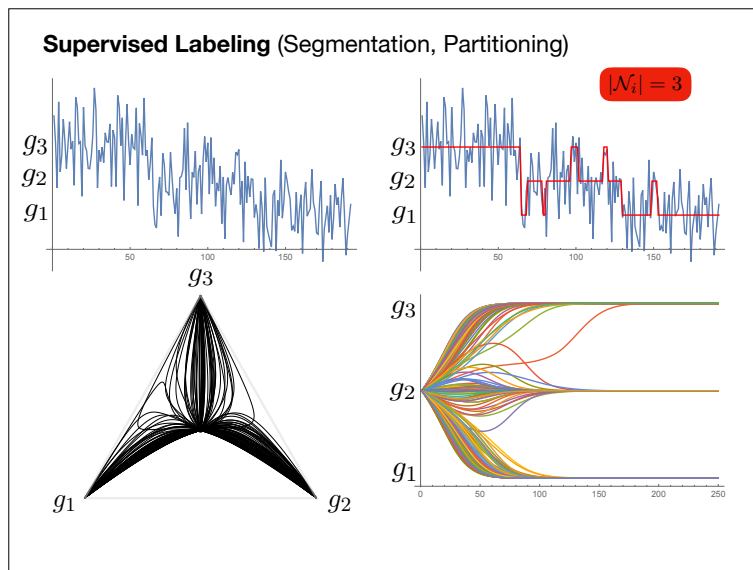 Supervised Labeling (Segmentation, Partitioning)
|𝒩ᵢ| = 3
g₃
g₂
g₁
50
100
150
g₃
g₂
g₁
50
100
150
g₃
g₁
g₂
g₃
g₂
g₁
0
50
100
150
200
250